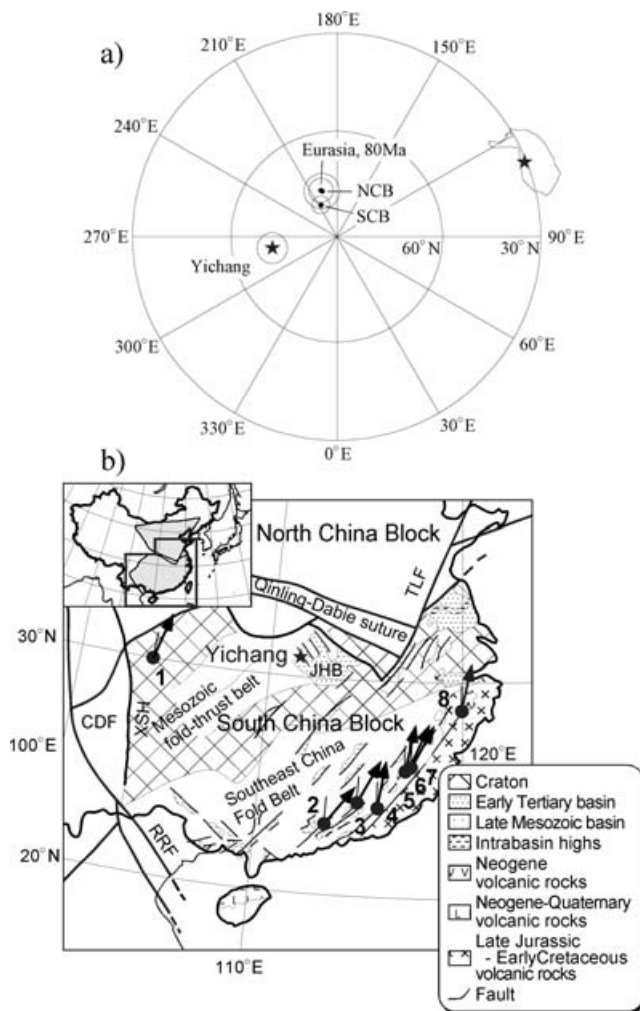 a)
180°E
210°E
150°E
240°E
Eurasia, 80Ma
NCB
SCB
270°E
60°N
30°N
90°E
Yichang
300°E
60°E
330°E
30°E
0°E
b)
North China Block
TLF
Qinling-Dabie suture
30°N
Yichang
JHB
1
Mesozoic
fold-thrust belt
XSH
CDF
South China Block
8
100°E
120°E
Southeast China
Fold Belt
2
3
4
5
6
7
RRF
20°N
110°E
Craton
Early Tertiary basin
Late Mesozoic basin
Intrabasin highs
Neogene
volcanic rocks
Neogene-Quaternary
volcanic rocks
Late Jurassic
- EarlyCretaceous
volcanic rocks
Fault